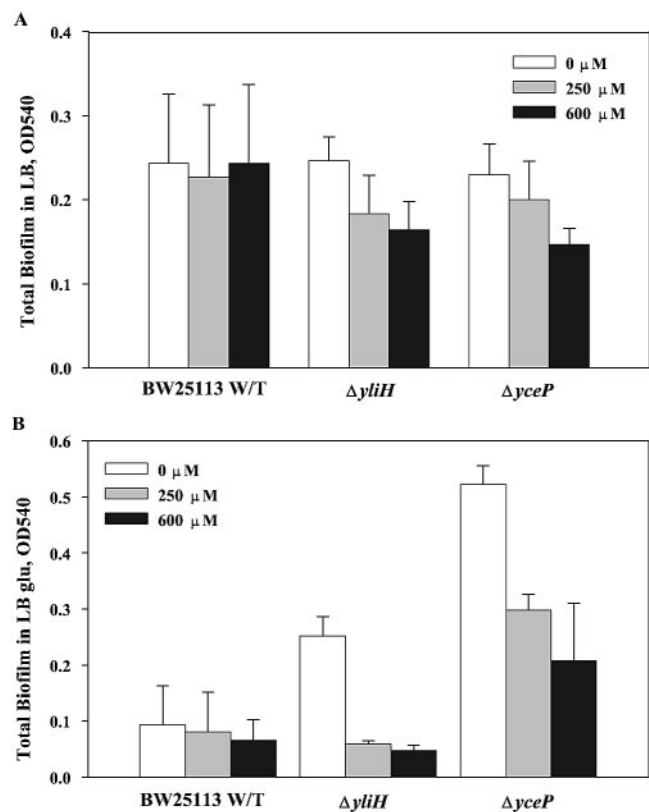 A
Total Biofilm in LB, OD540
0.4
0.3
0.2
0.1
0.0
0 μM
250 μM
600 μM
BW25113 W/T
ΔyliH
ΔyceP
B
Total Biofilm in LB glu, OD540
0.6
0.5
0.4
0.3
0.2
0.1
0.0
0 μM
250 μM
600 μM
BW25113 W/T
ΔyliH
ΔyceP